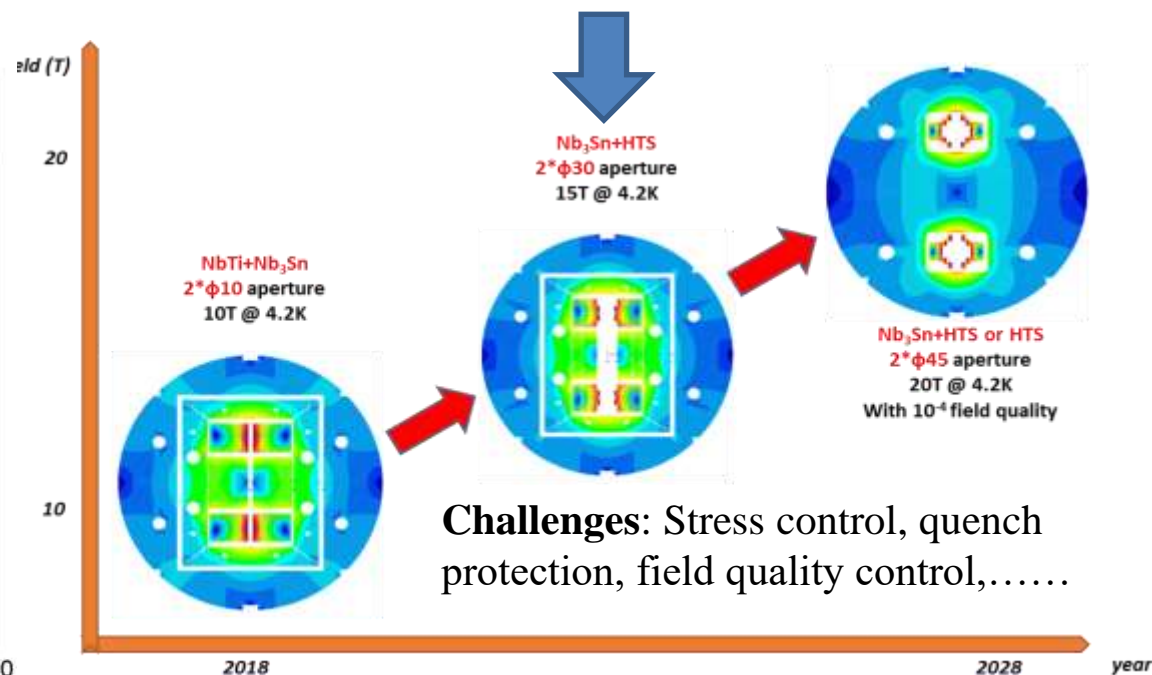 eld (T)
20
10
NbTi+Nb₃Sn
2*ϕ10 aperture
10T @ 4.2K
Nb₃Sn+HTS
2*ϕ30 aperture
15T @ 4.2K
Nb₃Sn+HTS or HTS
2*ϕ45 aperture
20T @ 4.2K
With 10⁻⁴ field quality
Challenges: Stress control, quench
protection, field quality control,……
0
2018
2028
year